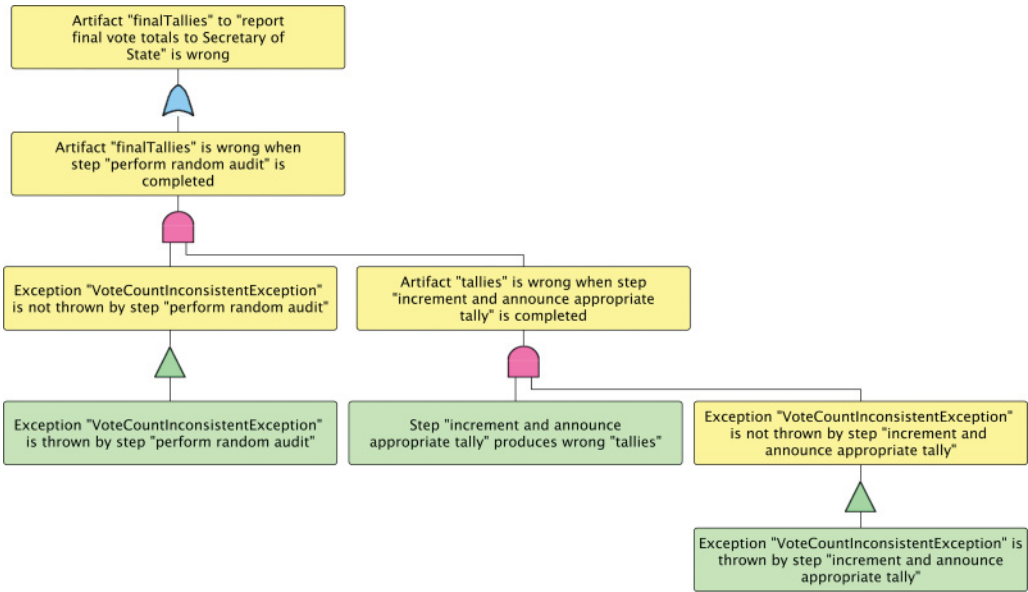 Artifact "finalTallies" to "report
final vote totals to Secretary of
State" is wrong
Artifact "finalTallies" is wrong when
step "perform random audit" is
completed
Exception "VoteCountInconsistentException"
is not thrown by step "perform random audit"
Artifact "tallies" is wrong when step
"increment and announce appropriate
tally" is completed
Exception "VoteCountInconsistentException"
is thrown by step "perform random audit"
Step "increment and announce
appropriate tally" produces wrong "tallies"
Exception "VoteCountInconsistentException"
is not thrown by step "increment and
announce appropriate tally"
Exception "VoteCountInconsistentException" is
thrown by step "increment and announce
appropriate tally"